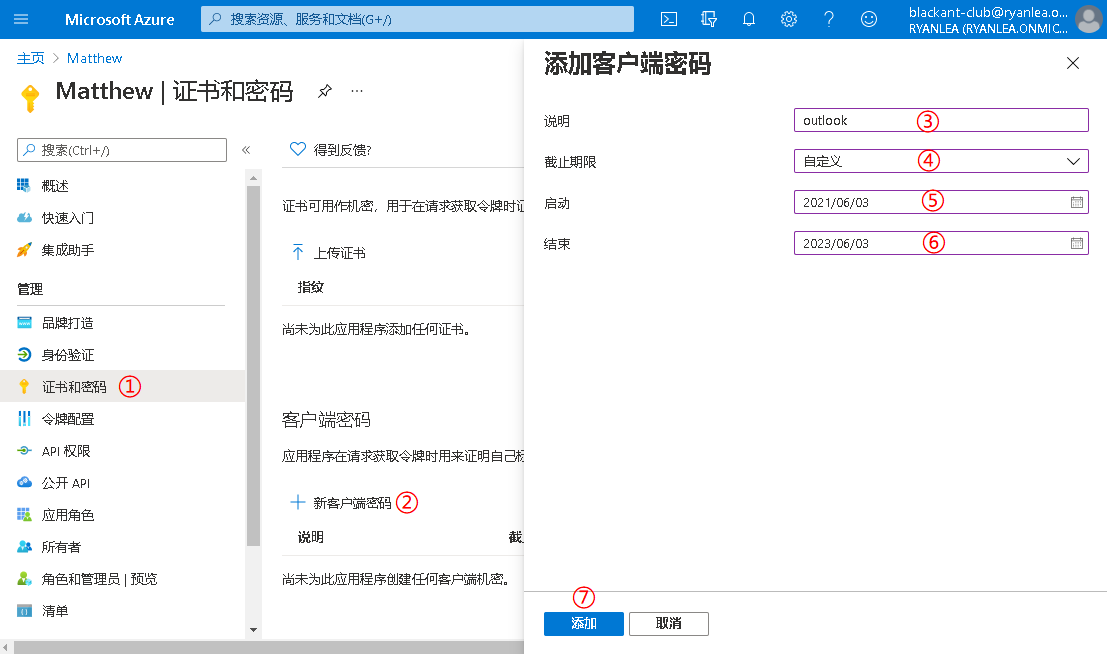 Microsoft Azure
搜索资源、服务和文档(G+/)
blackant-club@ryanlea.o...
RYANLEA (RYANLEA.ONMIC...
主页 > Matthew
Matthew | 证书和密码
搜索(Ctrl+/)
概述
快速入门
集成助手
管理
品牌打造
身份验证
证书和密码 ①
令牌配置
API 权限
公开 API
应用角色
所有者
角色和管理员 | 预览
清单
得到反馈?
证书可用作机密，用于在请求获取令牌时证
上传证书
指纹
尚未为此应用程序添加任何证书。
客户端密码
应用程序在请求获取令牌时用来证明自己标
新客户端密码 ②
说明 截
尚未为此应用程序创建任何客户端机密。
添加客户端密码
说明 outlook ③
截止期限 自定义 ④
启动 2021/06/03 ⑤
结束 2023/06/03 ⑥
⑦
添加 取消